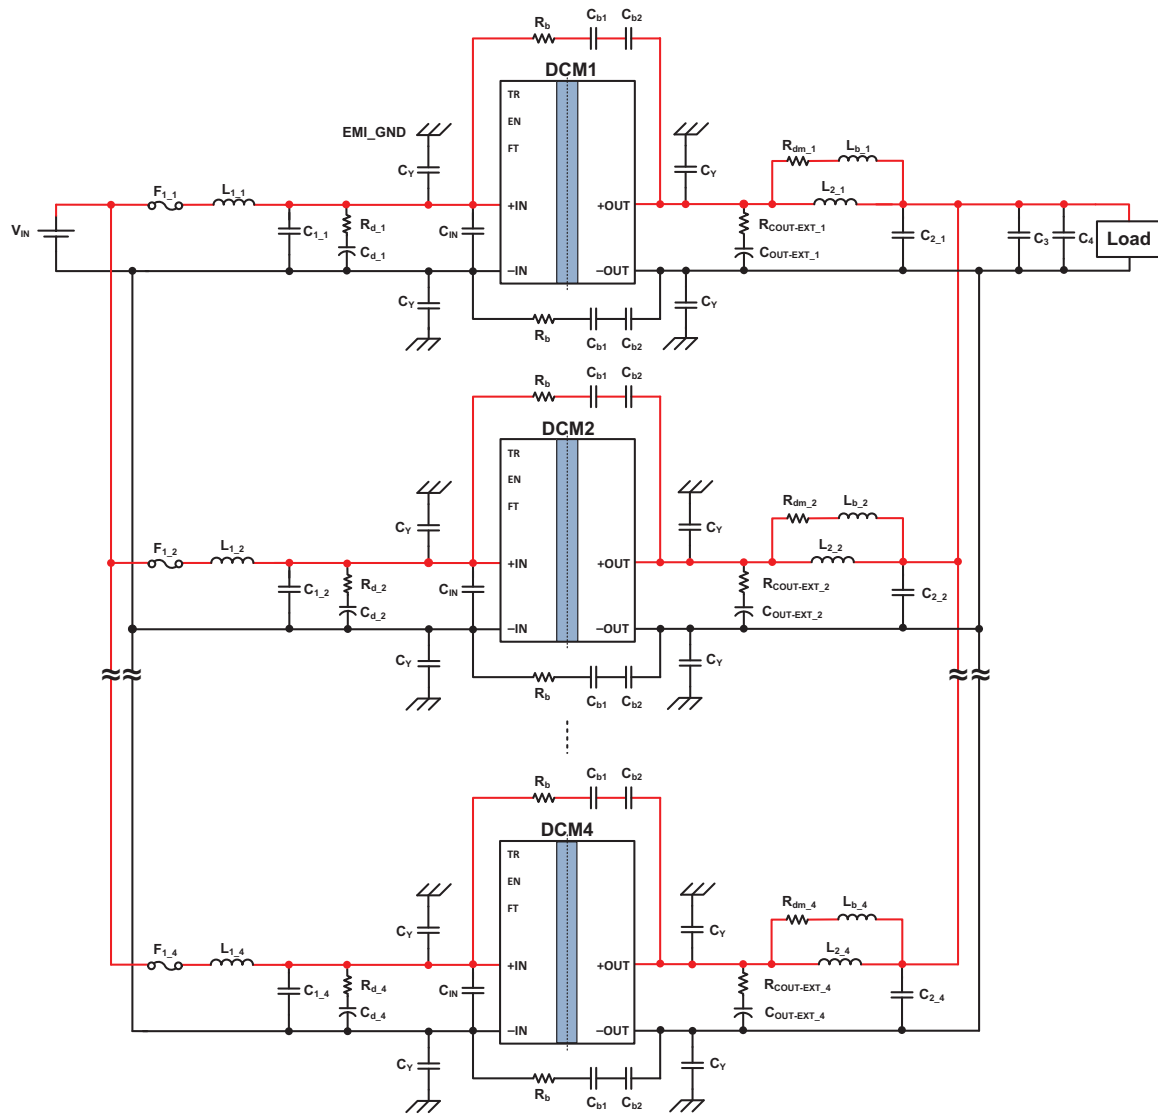 Rb Cb1 Cb2
DCM1
TR
EN
FT
EMI_GND
CY
CY
Rdm_1 Lb_1
F1_1 L1_1
L2_1
VIN
+IN
+OUT
C1_1
Rd_1
Cd_1
CIN
RCOUT-EXT_1
COUT-EXT_1
C2_1
C3
C4
Load
–IN
–OUT
CY
CY
Rb Cb1 Cb2
Rb Cb1 Cb2
DCM2
TR
EN
FT
CY
CY
Rdm_2 Lb_2
F1_2 L1_2
L2_2
+IN
+OUT
C1_2
Rd_2
Cd_2
CIN
RCOUT-EXT_2
COUT-EXT_2
C2_2
–IN
–OUT
CY
CY
Rb Cb1 Cb2
Rb Cb1 Cb2
DCM4
TR
EN
FT
CY
CY
Rdm_4 Lb_4
F1_4 L1_4
L2_4
+IN
+OUT
C1_4
Rd_4
Cd_4
CIN
RCOUT-EXT_4
COUT-EXT_4
C2_4
–IN
–OUT
CY
CY
Rb Cb1 Cb2